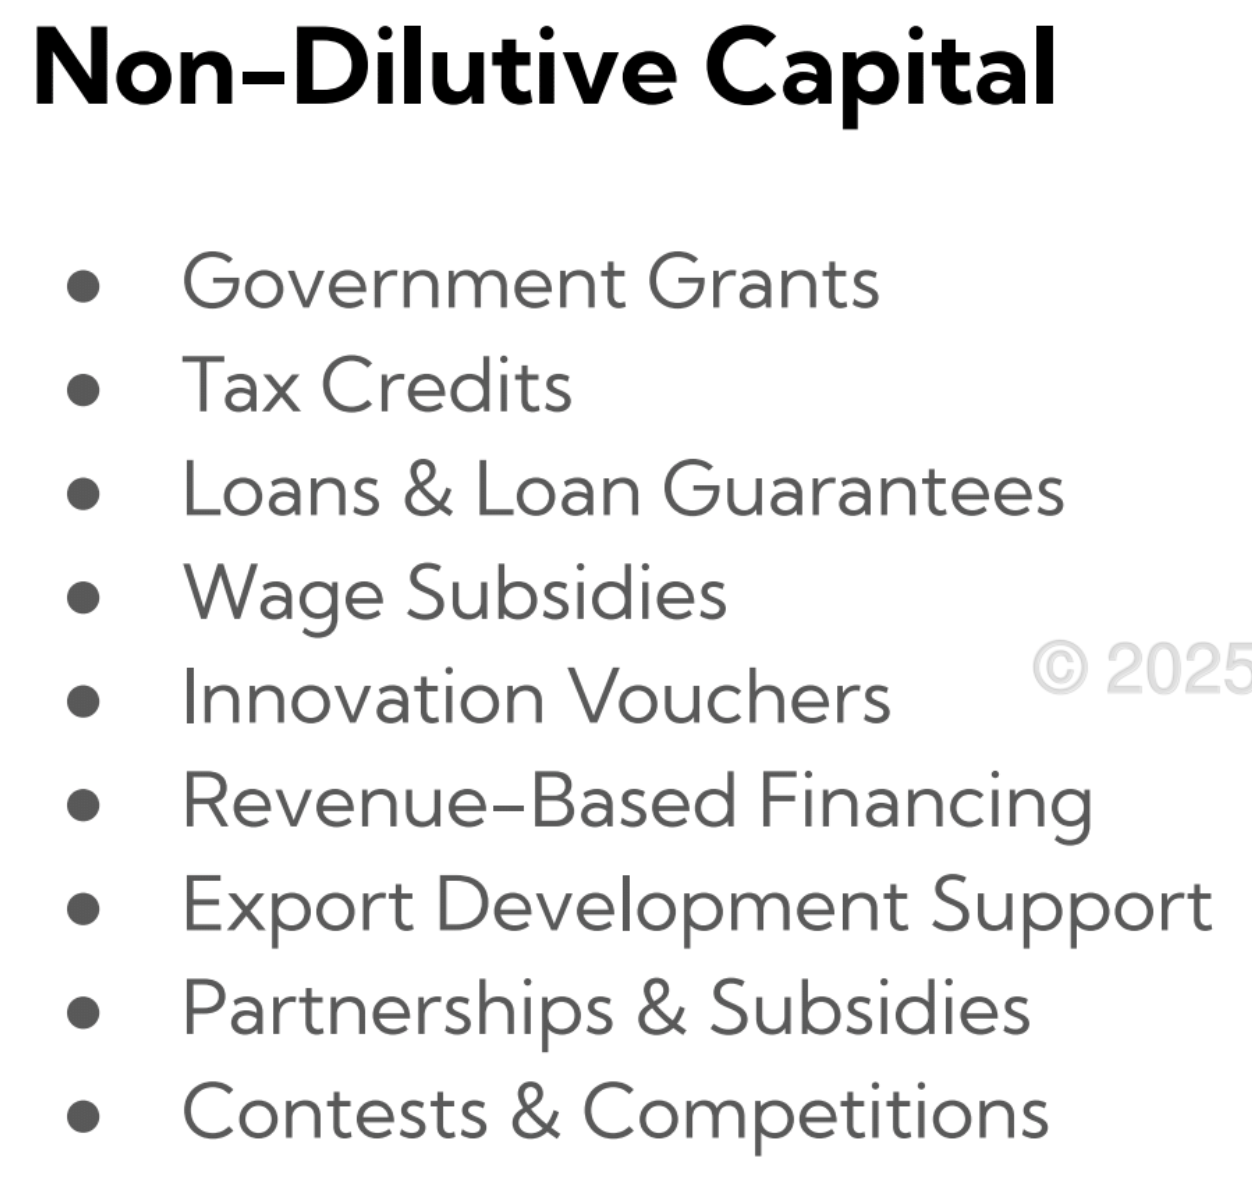 Non-Dilutive Capital
● Government Grants
● Tax Credits
● Loans & Loan Guarantees
● Wage Subsidies
● Innovation Vouchers
© 2025
● Revenue-Based Financing
● Export Development Support
● Partnerships & Subsidies
● Contests & Competitions